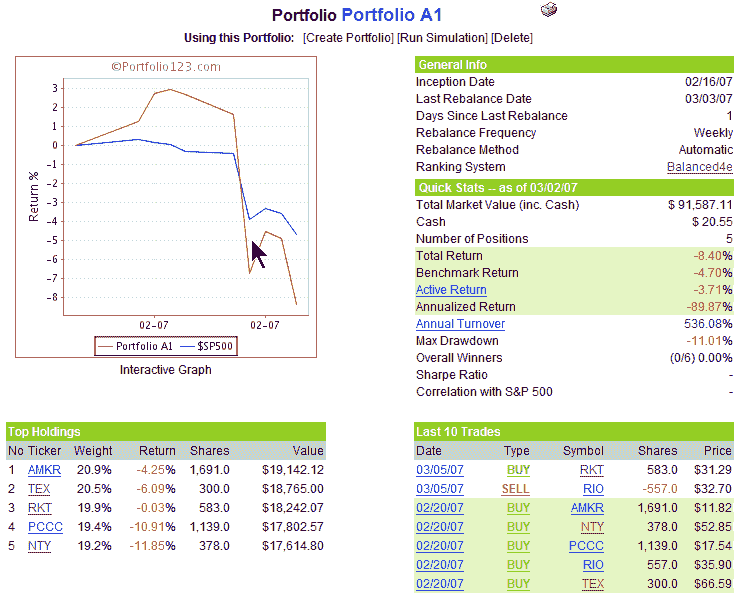 Portfolio Portfolio A1
Using this Portfolio: [Create Portfolio] [Run Simulation] [Delete]
©Portfolio123.com
3
2
1
0
-1
-2
-3
-4
-5
-6
-7
-8
Return %
02-07 02-07
Portfolio A1 $SP500
Interactive Graph
General Info
Inception Date 02/16/07
Last Rebalance Date 03/03/07
Days Since Last Rebalance 1
Rebalance Frequency Weekly
Rebalance Method Automatic
Ranking System Balanced4e
Quick Stats -- as of 03/02/07
Total Market Value (inc. Cash) $ 91,587.11
Cash $ 20.55
Number of Positions 5
Total Return -8.40%
Benchmark Return -4.70%
Active Return -3.71%
Annualized Return -89.87%
Annual Turnover 536.08%
Max Drawdown -11.01%
Overall Winners (0/6) 0.00%
Sharpe Ratio -
Correlation with S&P 500 -
Top Holdings
No Ticker Weight Return Shares Value
1 AMKR 20.9% -4.25% 1,691.0 $19,142.12
2 TEX 20.5% -6.09% 300.0 $18,765.00
3 RKT 19.9% -0.03% 583.0 $18,242.07
4 PCCC 19.4% -10.91% 1,139.0 $17,802.57
5 NTY 19.2% -11.85% 378.0 $17,614.80
Last 10 Trades
Date Type Symbol Shares Price
03/05/07 BUY RKT 583.0 $31.29
03/05/07 SELL RIO -557.0 $32.70
02/20/07 BUY AMKR 1,691.0 $11.82
02/20/07 BUY NTY 378.0 $52.85
02/20/07 BUY PCCC 1,139.0 $17.54
02/20/07 BUY RIO 557.0 $35.90
02/20/07 BUY TEX 300.0 $66.59